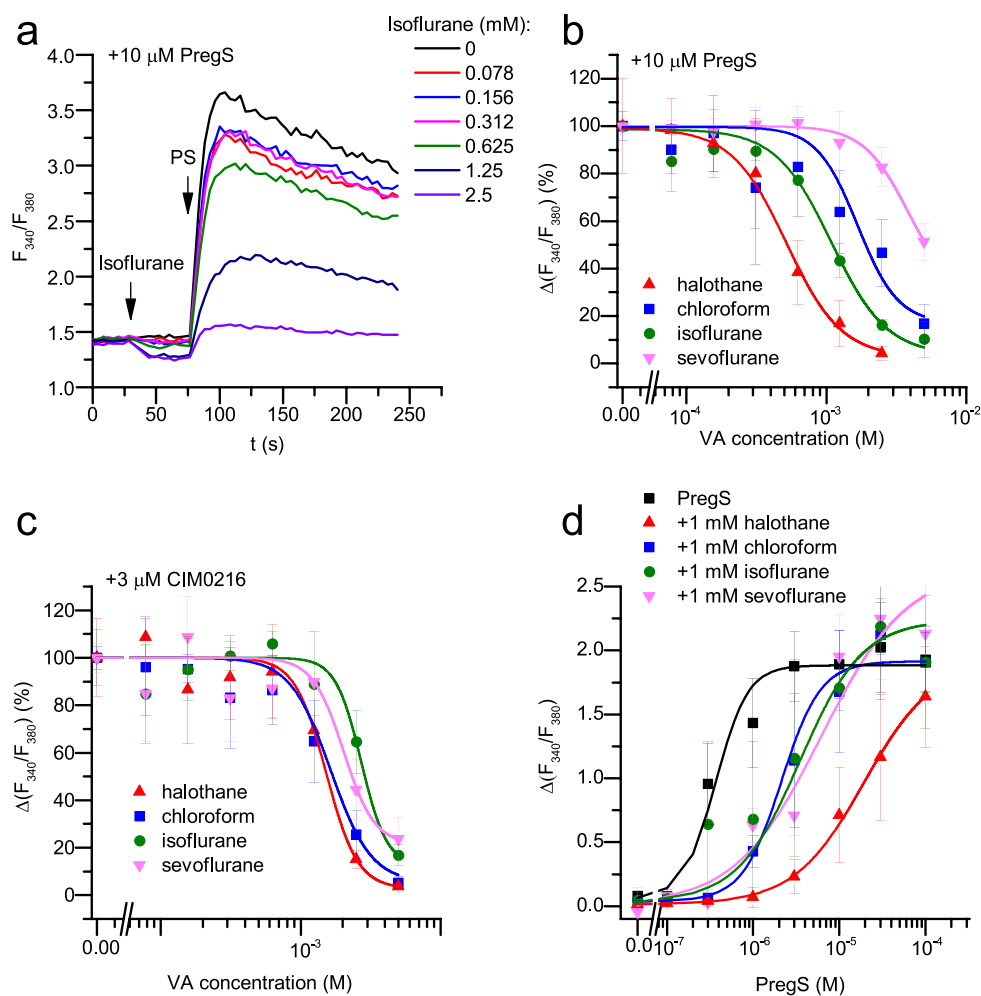 a
+10 μM PregS
Isoflurane (mM):
0
0.078
0.156
0.312
0.625
1.25
2.5
PS
Isoflurane
F340/F380
4.0
3.5
3.0
2.5
2.0
1.5
1.0
0
50
100
150
200
250
t (s)
b
+10 μM PregS
Δ(F340/F380) (%)
120
100
80
60
40
20
0
halothane
chloroform
isoflurane
sevoflurane
0.00
10-4
10-3
10-2
VA concentration (M)
c
+3 μM CIM0216
Δ(F340/F380) (%)
120
100
80
60
40
20
0
halothane
chloroform
isoflurane
sevoflurane
0.00
10-3
VA concentration (M)
d
PregS
+1 mM halothane
+1 mM chloroform
+1 mM isoflurane
+1 mM sevoflurane
Δ(F340/F380)
2.5
2.0
1.5
1.0
0.5
0.0
0.0
10-7
10-6
10-5
10-4
PregS (M)